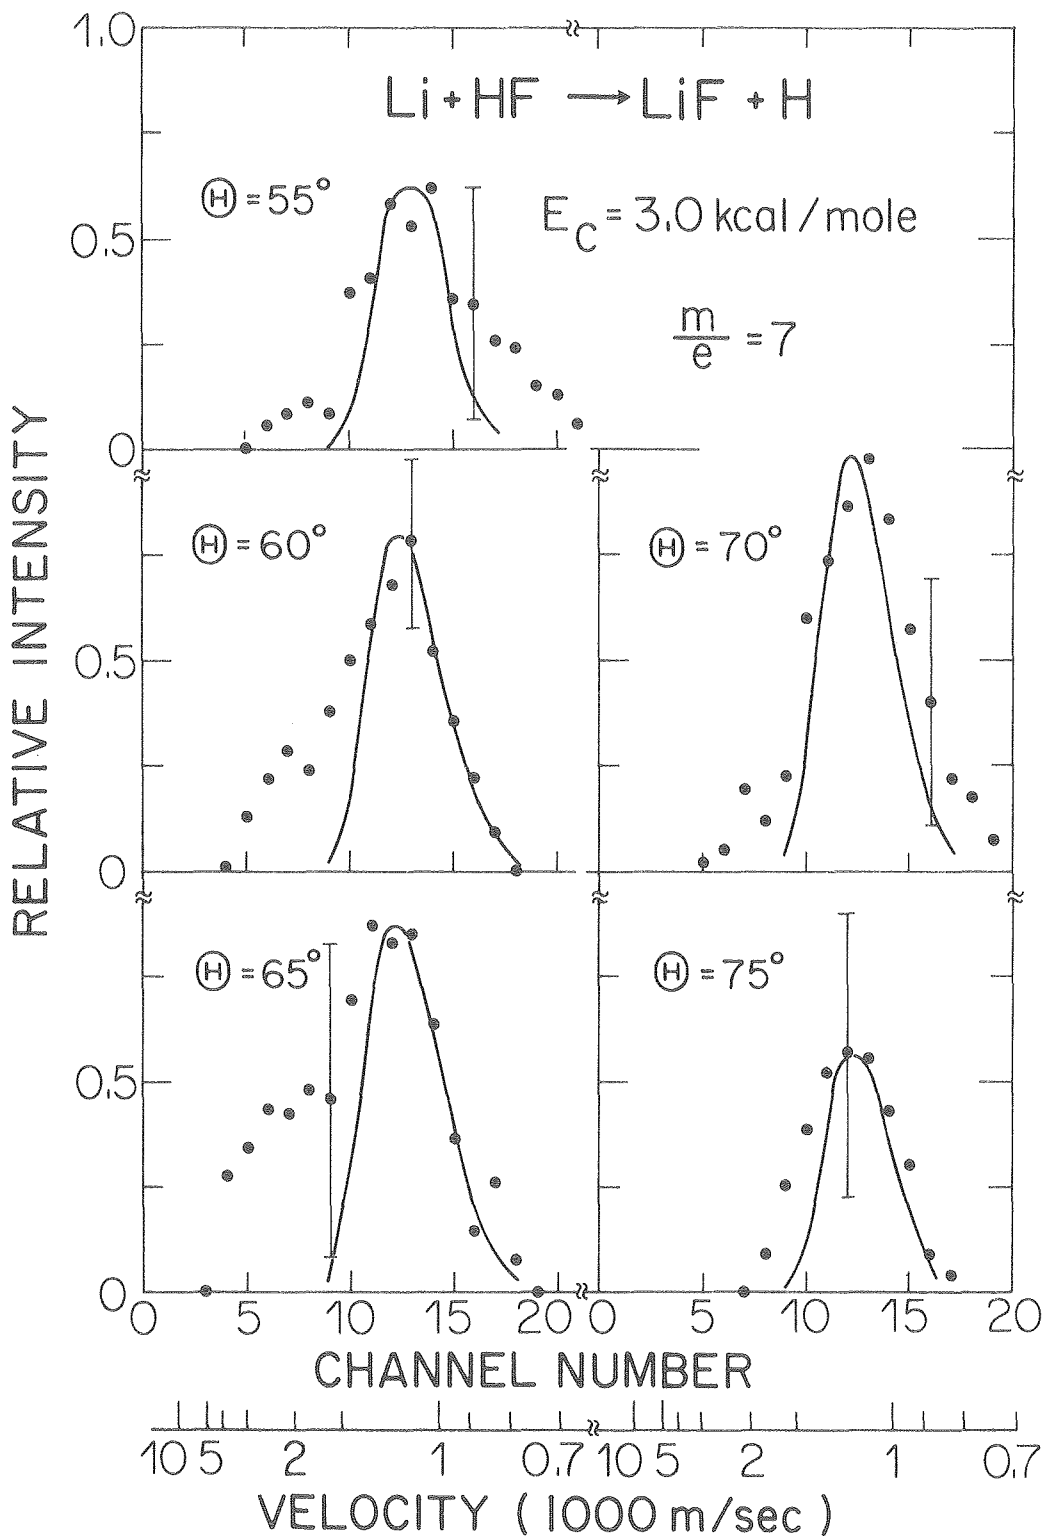 1.0
Li + HF ⟶ LiF + H
Ⓗ = 55°
E_C = 3.0 kcal/mole
0.5
m/e = 7
0
Ⓗ = 60°
Ⓗ = 70°
0.5
0
Ⓗ = 65°
Ⓗ = 75°
0.5
0
RELATIVE INTENSITY
0 5 10 15 20 0 5 10 15 20
CHANNEL NUMBER
10 5 2 1 0.7 10 5 2 1 0.7
VELOCITY (1000 m/sec)